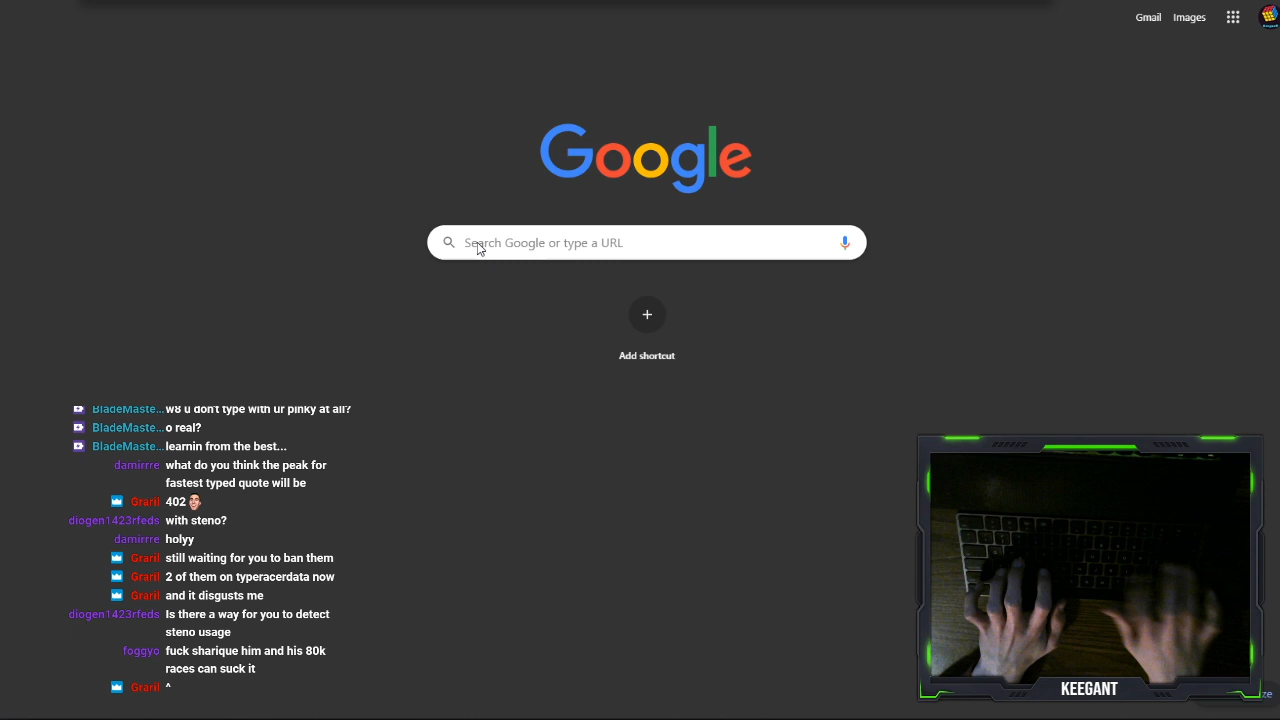 Gmail Images
Google
Search Google or type a URL
Add shortcut
BladeMaste... w8 u don't type with ur pinky at all?
BladeMaste... o real?
BladeMaste... learnin from the best...
damirrre what do you think the peak for
fastest typed quote will be
Graril 402
diogen1423rfeds with steno?
damirrre holyy
Graril still waiting for you to ban them
Graril 2 of them on typeracerdata now
Graril and it disgusts me
diogen1423rfeds Is there a way for you to detect
steno usage
foggyo fuck sharique him and his 80k
races can suck it
Graril ^
KEEGANT